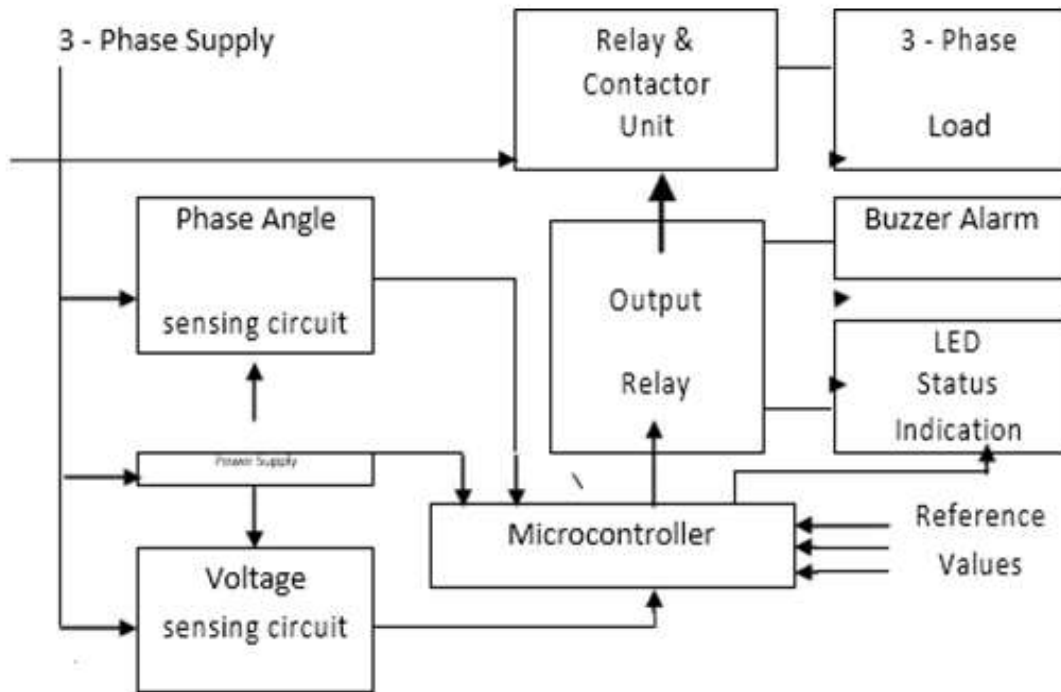 3 - Phase Supply
Relay &
Contactor
Unit
3 - Phase
Load
Phase Angle
sensing circuit
Buzzer Alarm
Output
Relay
LED
Status
Indication
Power Supply
Microcontroller
Reference
Values
Voltage
sensing circuit